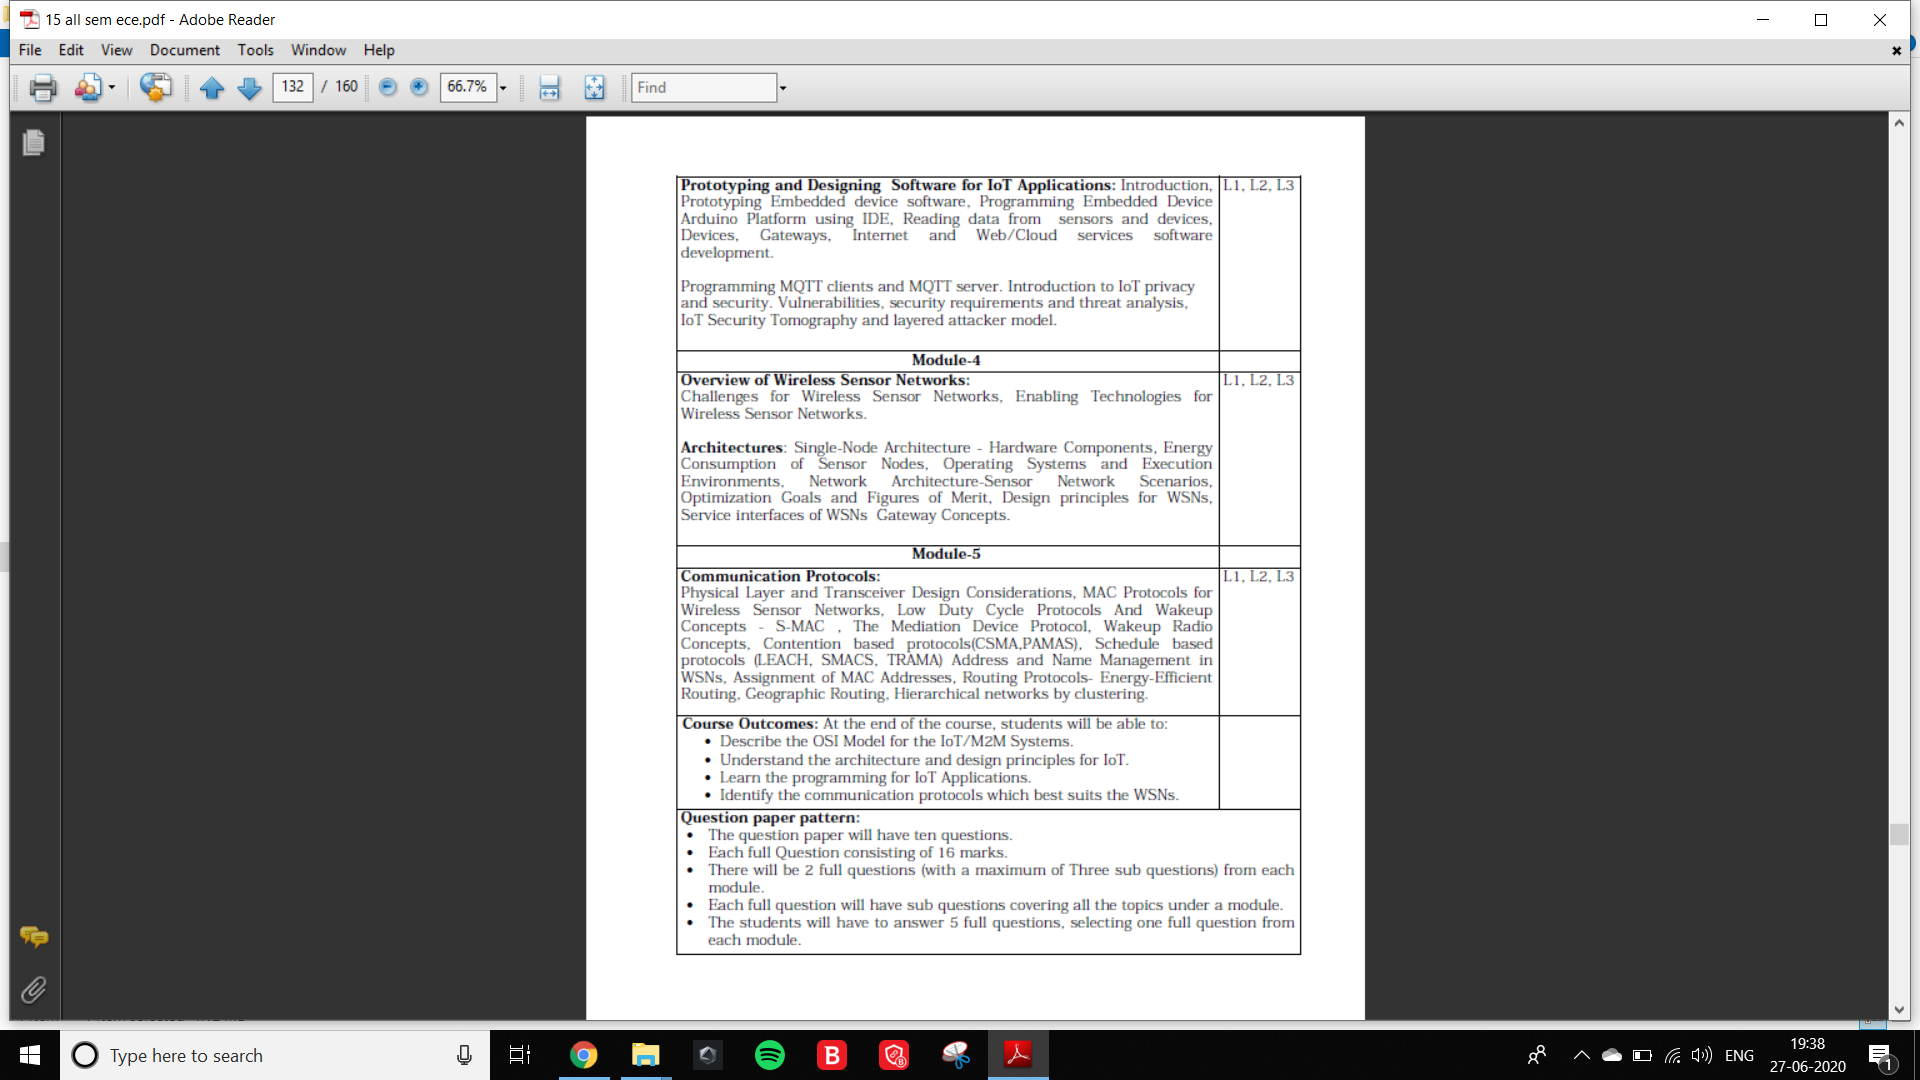 15 all sem ece.pdf - Adobe Reader
File Edit View Document Tools Window Help
132 / 160 66.7% Find
Prototyping and Designing Software for IoT Applications: Introduction, L1, L2, L3
Prototyping Embedded device software, Programming Embedded Device
Arduino Platform using IDE, Reading data from sensors and devices,
Devices, Gateways, Internet and Web/Cloud services software
development.
Programming MQTT clients and MQTT server. Introduction to IoT privacy
and security. Vulnerabilities, security requirements and threat analysis,
IoT Security Tomography and layered attacker model.
Module-4
Overview of Wireless Sensor Networks: L1, L2, L3
Challenges for Wireless Sensor Networks, Enabling Technologies for
Wireless Sensor Networks.
Architectures: Single-Node Architecture - Hardware Components, Energy
Consumption of Sensor Nodes, Operating Systems and Execution
Environments, Network Architecture-Sensor Network Scenarios,
Optimization Goals and Figures of Merit, Design principles for WSNs,
Service interfaces of WSNs Gateway Concepts.
Module-5
Communication Protocols: L1, L2, L3
Physical Layer and Transceiver Design Considerations, MAC Protocols for
Wireless Sensor Networks, Low Duty Cycle Protocols And Wakeup
Concepts - S-MAC , The Mediation Device Protocol, Wakeup Radio
Concepts, Contention based protocols(CSMA,PAMAS), Schedule based
protocols (LEACH, SMACS, TRAMA) Address and Name Management in
WSNs, Assignment of MAC Addresses, Routing Protocols- Energy-Efficient
Routing, Geographic Routing, Hierarchical networks by clustering.
Course Outcomes: At the end of the course, students will be able to:
• Describe the OSI Model for the IoT/M2M Systems.
• Understand the architecture and design principles for IoT.
• Learn the programming for IoT Applications.
• Identify the communication protocols which best suits the WSNs.
Question paper pattern:
• The question paper will have ten questions.
• Each full Question consisting of 16 marks.
• There will be 2 full questions (with a maximum of Three sub questions) from each
module.
• Each full question will have sub questions covering all the topics under a module.
• The students will have to answer 5 full questions, selecting one full question from
each module.
Type here to search
ENG
19:38
27-06-2020
1